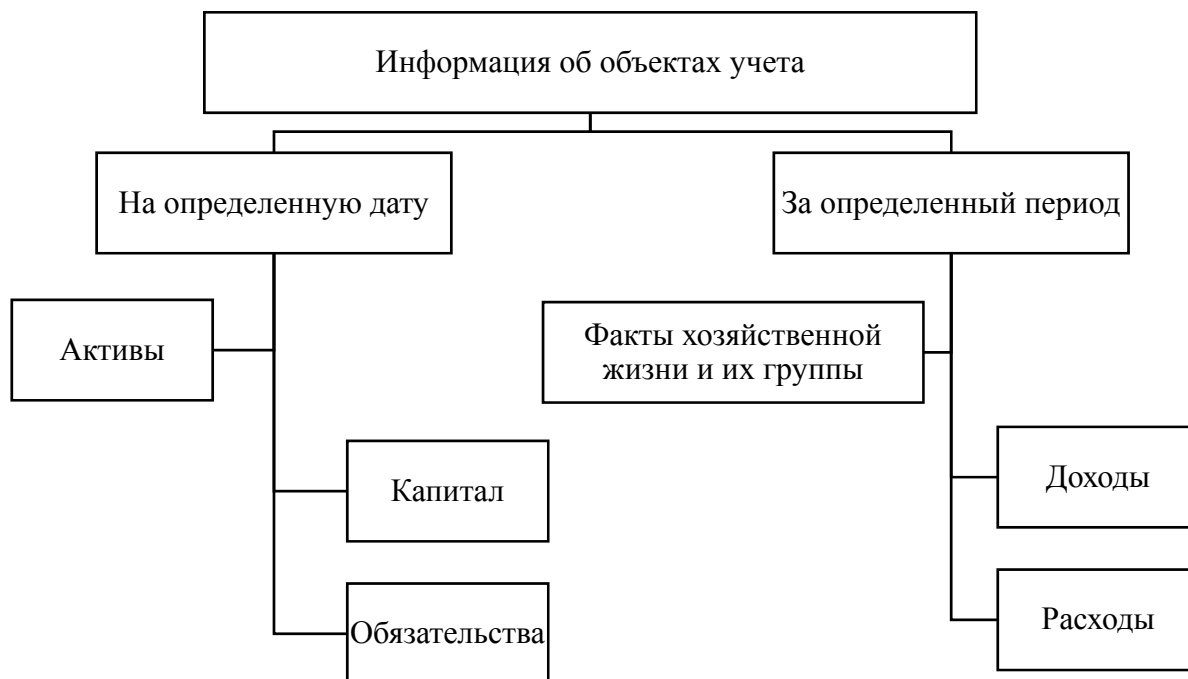 Информация об объектах учета
На определенную дату
За определенный период
Активы
Факты хозяйственной
жизни и их группы
Капитал
Доходы
Обязательства
Расходы